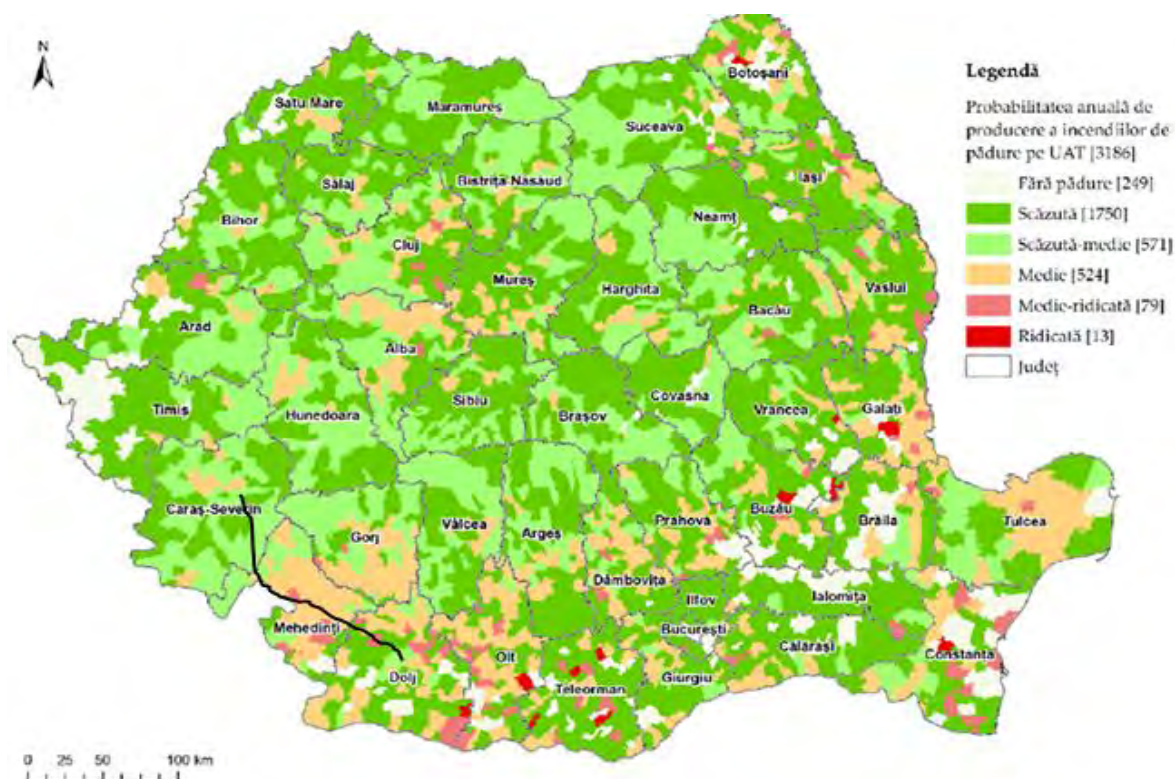 N
Legendă
Probabilitatea anuală de
producere a incendiilor de
pădure pe UAT [3186]
Fără pădure [249]
Scăzută [1750]
Scăzută-medie [571]
Medie [524]
Medie-ridicată [79]
Ridicată [13]
Județ
Botoșani
Satu Mare
Maramureș
Suceava
Iași
Sălaj
Bistrița Năsăud
Bihor
Neamț
Cluj
Mureș
Harghita
Vaslui
Bacău
Arad
Alba
Timiș
Hunedoara
Sibiu
Brașov
Covasna
Vrancea
Galați
Caraș-Severin
Gorj
Vâlcea
Argeș
Prahova
Buzău
Brăila
Tulcea
Dâmbovița
Ilfov
Ialomița
Mehedinți
București
Călărași
Constanța
Dolj
Olt
Teleorman
Giurgiu
0 25 50 100 km